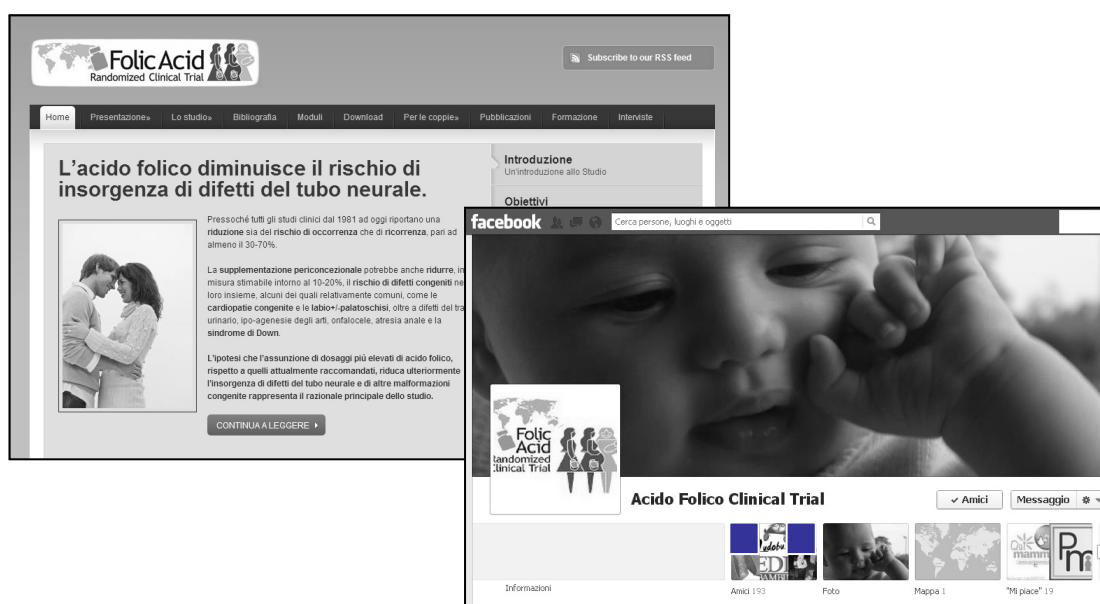 Folic Acid
Randomized Clinical Trial
Subscribe to our RSS feed
Home Presentazione» Lo studio» Bibliografia Moduli Download Per le coppie» Pubblicazioni Formazione Interviste
L'acido folico diminuisce il rischio di
insorgenza di difetti del tubo neurale.
Pressoché tutti gli studi clinici dal 1981 ad oggi riportano una
riduzione sia del rischio di occorrenza che di ricorrenza, pari ad
almeno il 30-70%.
La supplementazione periconcezionale potrebbe anche ridurre, in
misura stimabile intorno al 10-20%, il rischio di difetti congeniti ne
loro insieme, alcuni dei quali relativamente comuni, come le
cardiopatie congenite e le labio+/-palatoschisi, oltre a difetti del tra
urinario, ipo-agenesie degli arti, onfalocele, atresia anale e la
sindrome di Down.
L'ipotesi che l'assunzione di dosaggi più elevati di acido folico,
rispetto a quelli attualmente raccomandati, riduca ulteriormente
l'insorgenza di difetti del tubo neurale e di altre malformazioni
congenite rappresenta il razionale principale dello studio.
CONTINUA A LEGGERE
Introduzione
Un'introduzione allo Studio
Obiettivi
facebook
Cerca persone, luoghi e oggetti
Folic
Acid
Randomized
Clinical Trial
Acido Folico Clinical Trial
Amici Messaggio
Informazioni
Amici 193 Foto Mappa 1 "Mi piace" 19